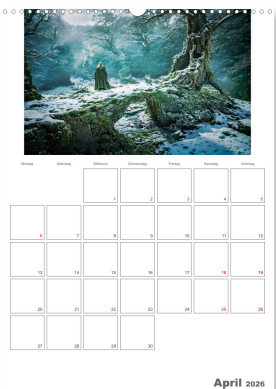 Montag Dienstag Mittwoch Donnerstag Freitag Samstag Sonntag
1 2 3 4 5
6 7 8 9 10 11 12
13 14 15 16 17 18 19
20 21 22 23 24 25 26
27 28 29 30
April 2026